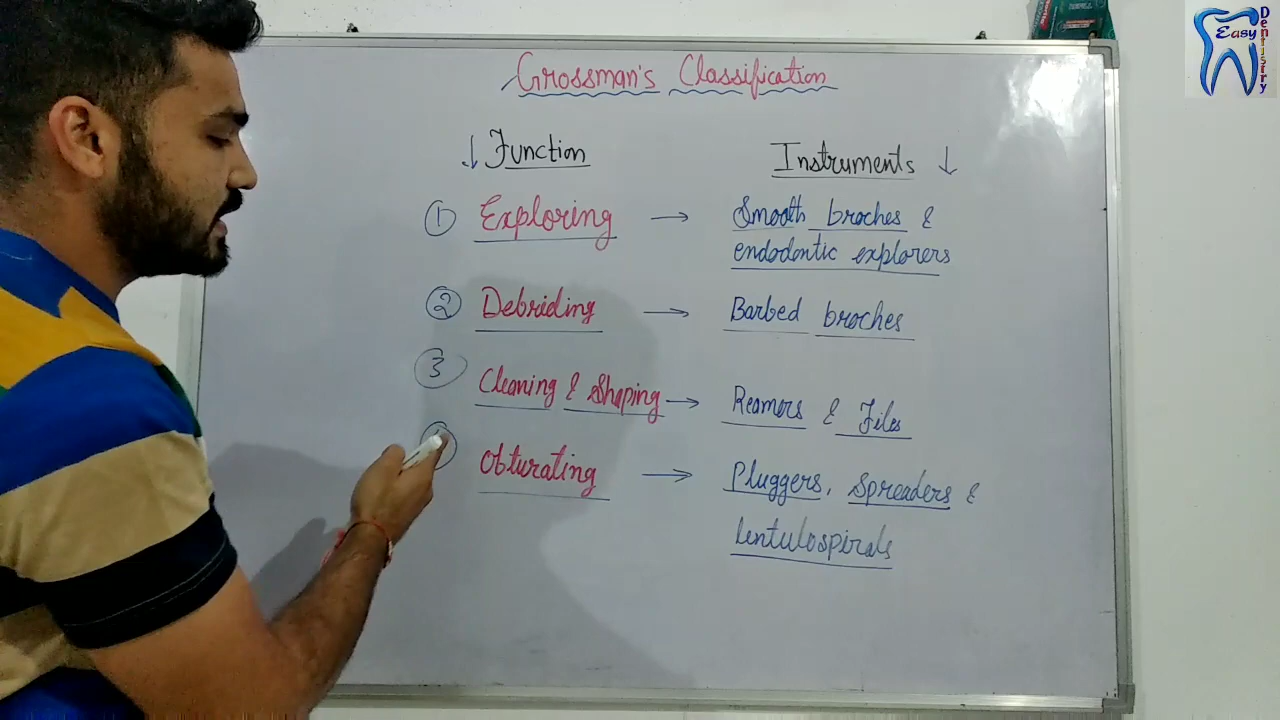 Easy
Dentistry
Grossman's Classification
↓ Function
Instruments ↓
① Exploring → Smooth broches &
endodontic explorers
② Debriding → Barbed broches
③ Cleaning & Shaping → Reamers & Files
Obturating → Pluggers, Spreaders &
lentulospirals